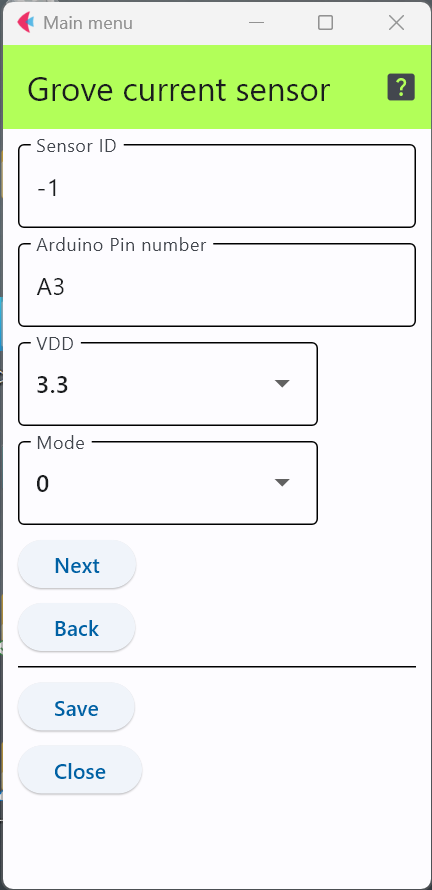 Main menu
Grove current sensor
?
Sensor ID
-1
Arduino Pin number
A3
VDD
3.3
Mode
0
Next
Back
Save
Close